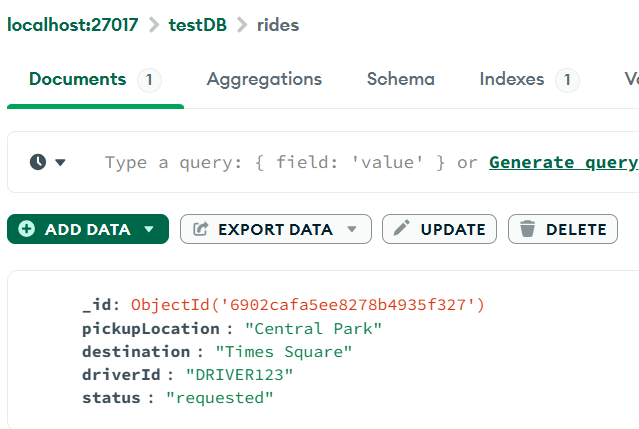 localhost:27017 > testDB > rides
Documents 1 Aggregations Schema Indexes 1
Type a query: { field: 'value' } or Generate query
ADD DATA EXPORT DATA UPDATE DELETE
_id: ObjectId('6902cafa5ee8278b4935f327')
pickupLocation : "Central Park"
destination : "Times Square"
driverId : "DRIVER123"
status : "requested"